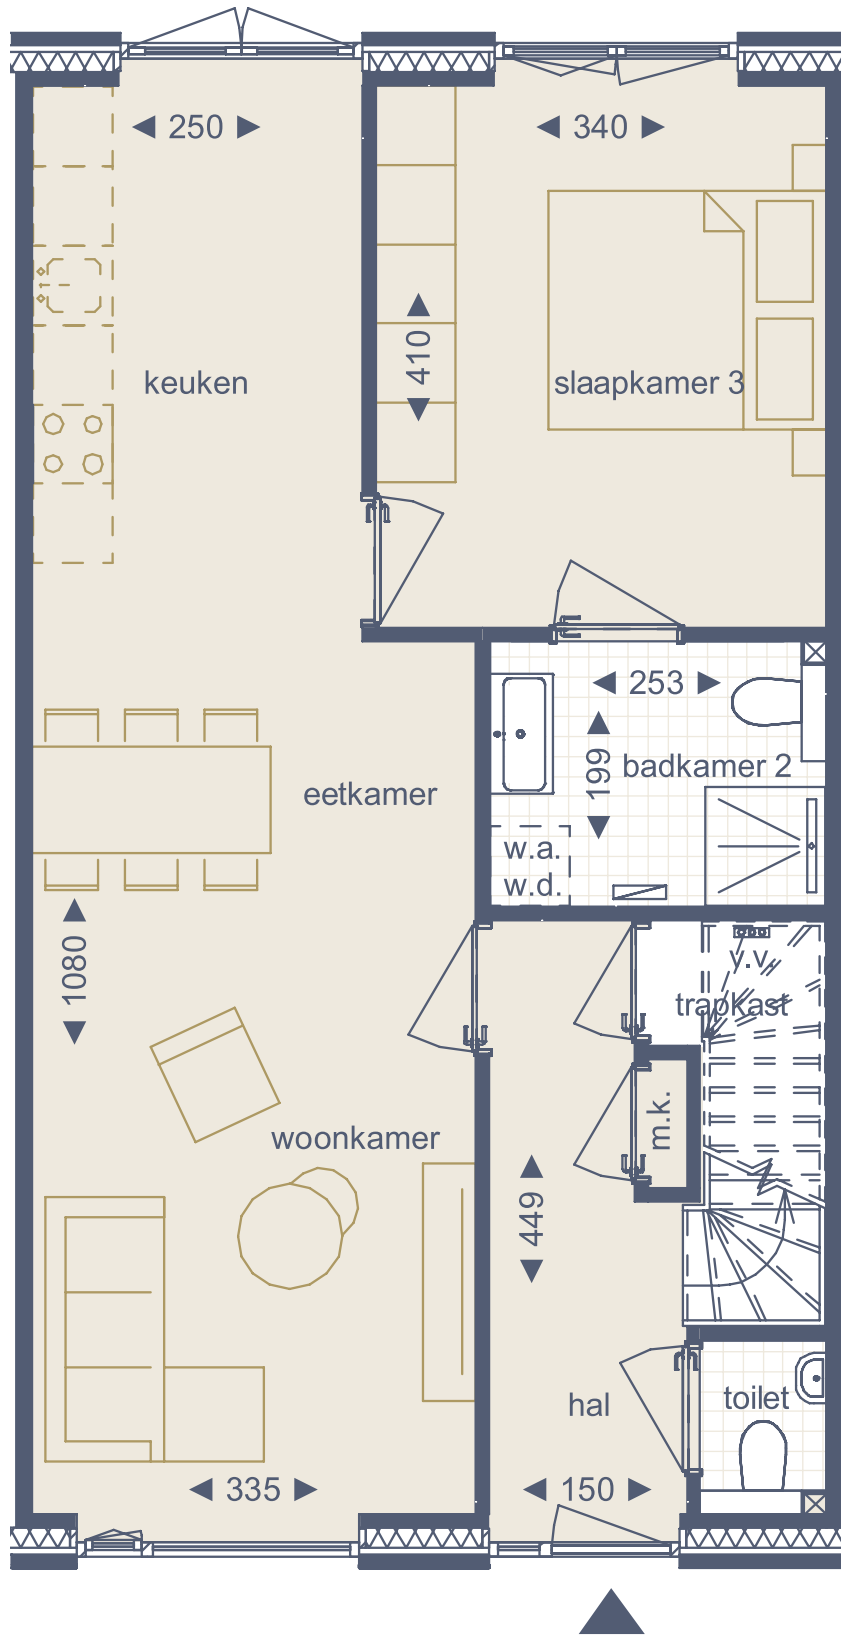 250
340
410
keuken
slaapkamer 3
253
199
badkamer 2
eetkamer
w.a.
w.d.
1080
v.v.
trapkast
m.k.
woonkamer
449
hal
toilet
335
150